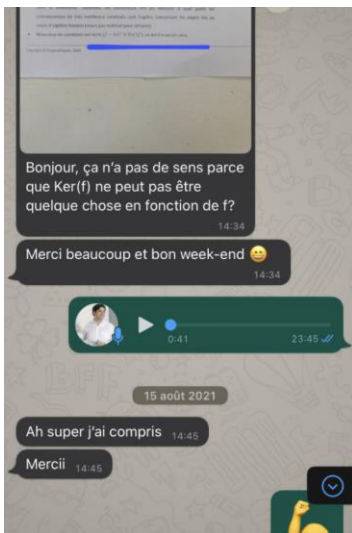 Bonjour, ça n'a pas de sens parce
que Ker(f) ne peut pas être
quelque chose en fonction de f?
14:34
Merci beaucoup et bon week-end 😄
14:34
0:41
23:45
15 août 2021
Ah super j'ai compris 14:45
Mercii 14:45